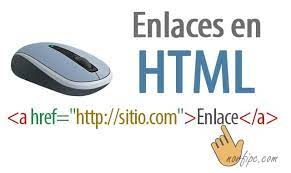 Enlaces en
HTML
<a href="http://sitio.com">Enlace</a>
norfipc.com